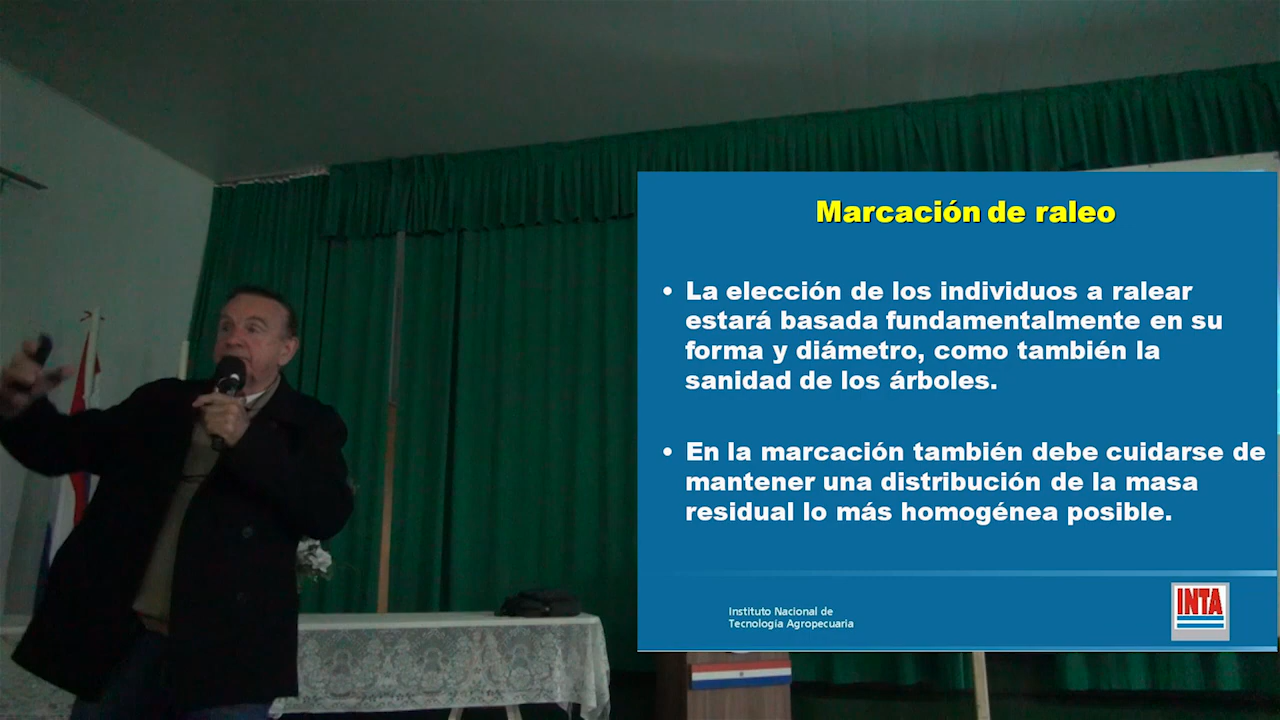 Marcación de raleo
• La elección de los individuos a ralear
estará basada fundamentalmente en su
forma y diámetro, como también la
sanidad de los árboles.
• En la marcación también debe cuidarse de
mantener una distribución de la masa
residual lo más homogénea posible.
Instituto Nacional de
Tecnología Agropecuaria
INTA